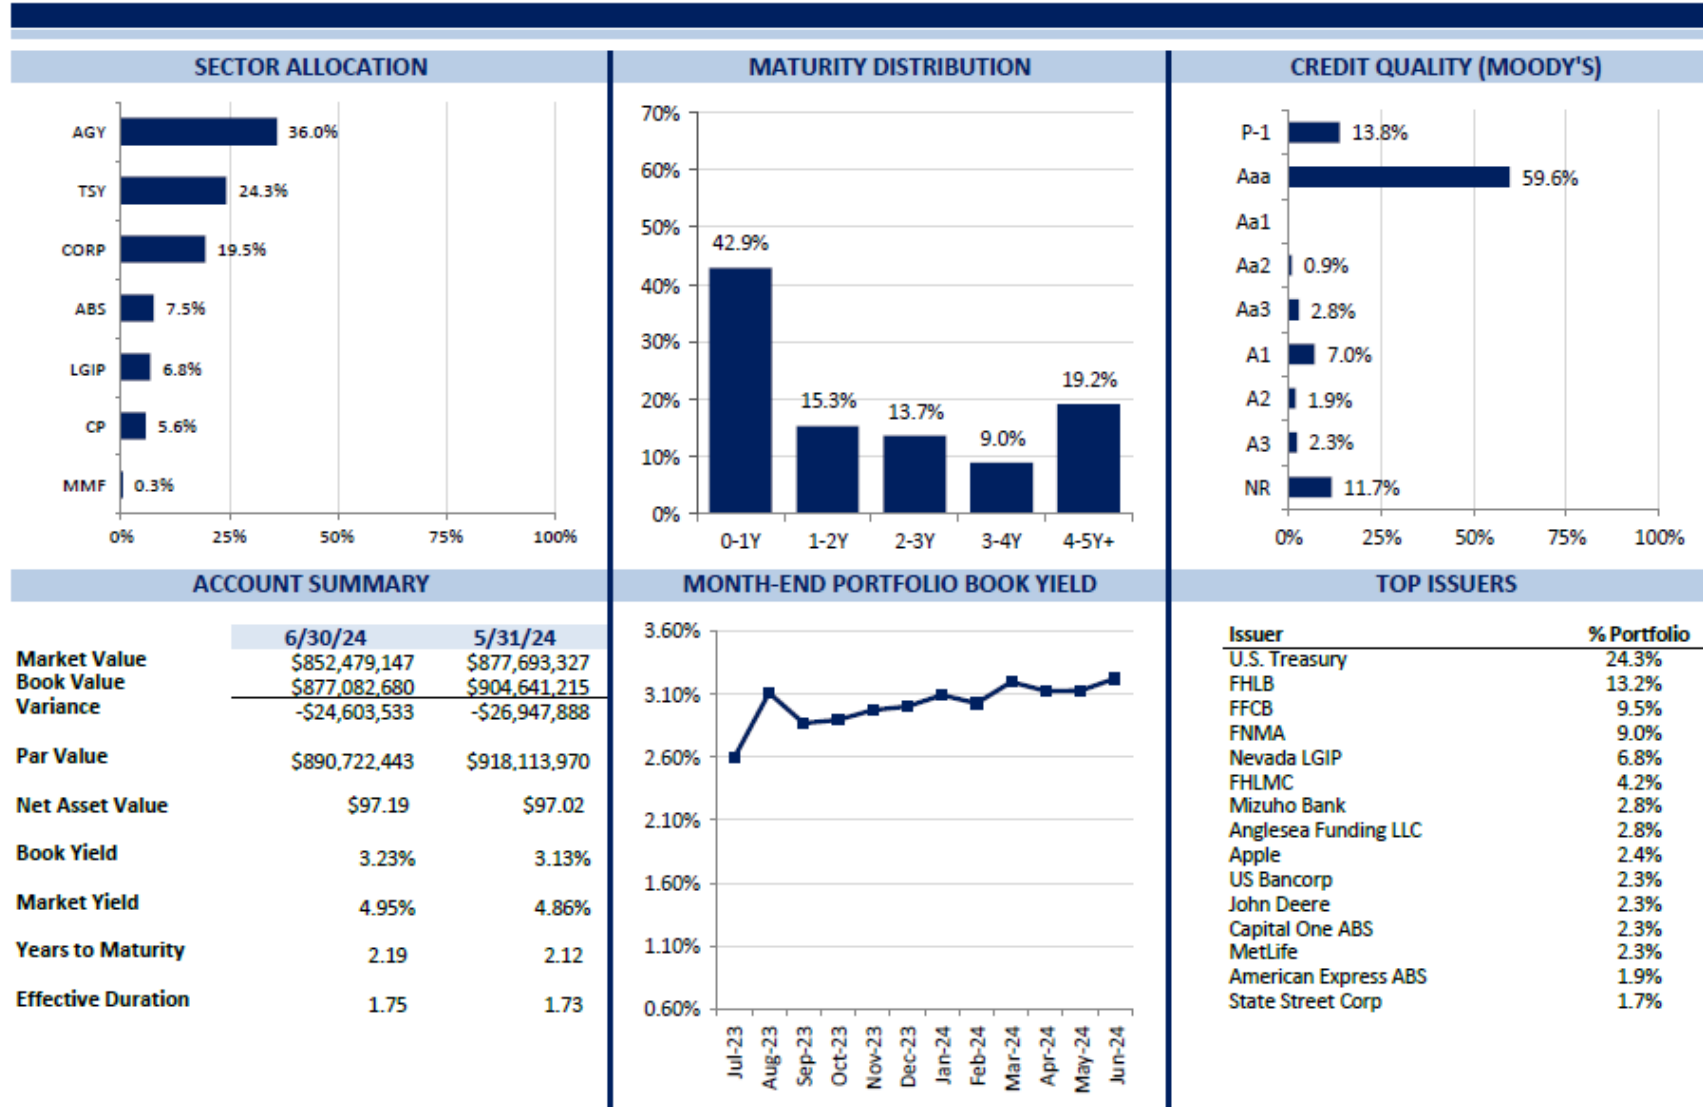 SECTOR ALLOCATION
AGY 36.0%
TSY 24.3%
CORP 19.5%
ABS 7.5%
LGIP 6.8%
CP 5.6%
MMF 0.3%
0% 25% 50% 75% 100%
MATURITY DISTRIBUTION
70%
60%
50%
40%
30%
20%
10%
0%
42.9% 15.3% 13.7% 9.0% 19.2%
0-1Y 1-2Y 2-3Y 3-4Y 4-5Y+
CREDIT QUALITY (MOODY'S)
P-1 13.8%
Aaa 59.6%
Aa1
Aa2 0.9%
Aa3 2.8%
A1 7.0%
A2 1.9%
A3 2.3%
NR 11.7%
0% 25% 50% 75% 100%
ACCOUNT SUMMARY
6/30/24 5/31/24
Market Value $852,479,147 $877,693,327
Book Value $877,082,680 $904,641,215
Variance -$24,603,533 -$26,947,888
Par Value $890,722,443 $918,113,970
Net Asset Value $97.19 $97.02
Book Yield 3.23% 3.13%
Market Yield 4.95% 4.86%
Years to Maturity 2.19 2.12
Effective Duration 1.75 1.73
MONTH-END PORTFOLIO BOOK YIELD
3.60%
3.10%
2.60%
2.10%
1.60%
1.10%
0.60%
Jul-23 Aug-23 Sep-23 Oct-23 Nov-23 Dec-23 Jan-24 Feb-24 Mar-24 Apr-24 May-24 Jun-24
TOP ISSUERS
Issuer % Portfolio
U.S. Treasury 24.3%
FHLB 13.2%
FFCB 9.5%
FNMA 9.0%
Nevada LGIP 6.8%
FHLMC 4.2%
Mizuho Bank 2.8%
Anglesea Funding LLC 2.8%
Apple 2.4%
US Bancorp 2.3%
John Deere 2.3%
Capital One ABS 2.3%
MetLife 2.3%
American Express ABS 1.9%
State Street Corp 1.7%